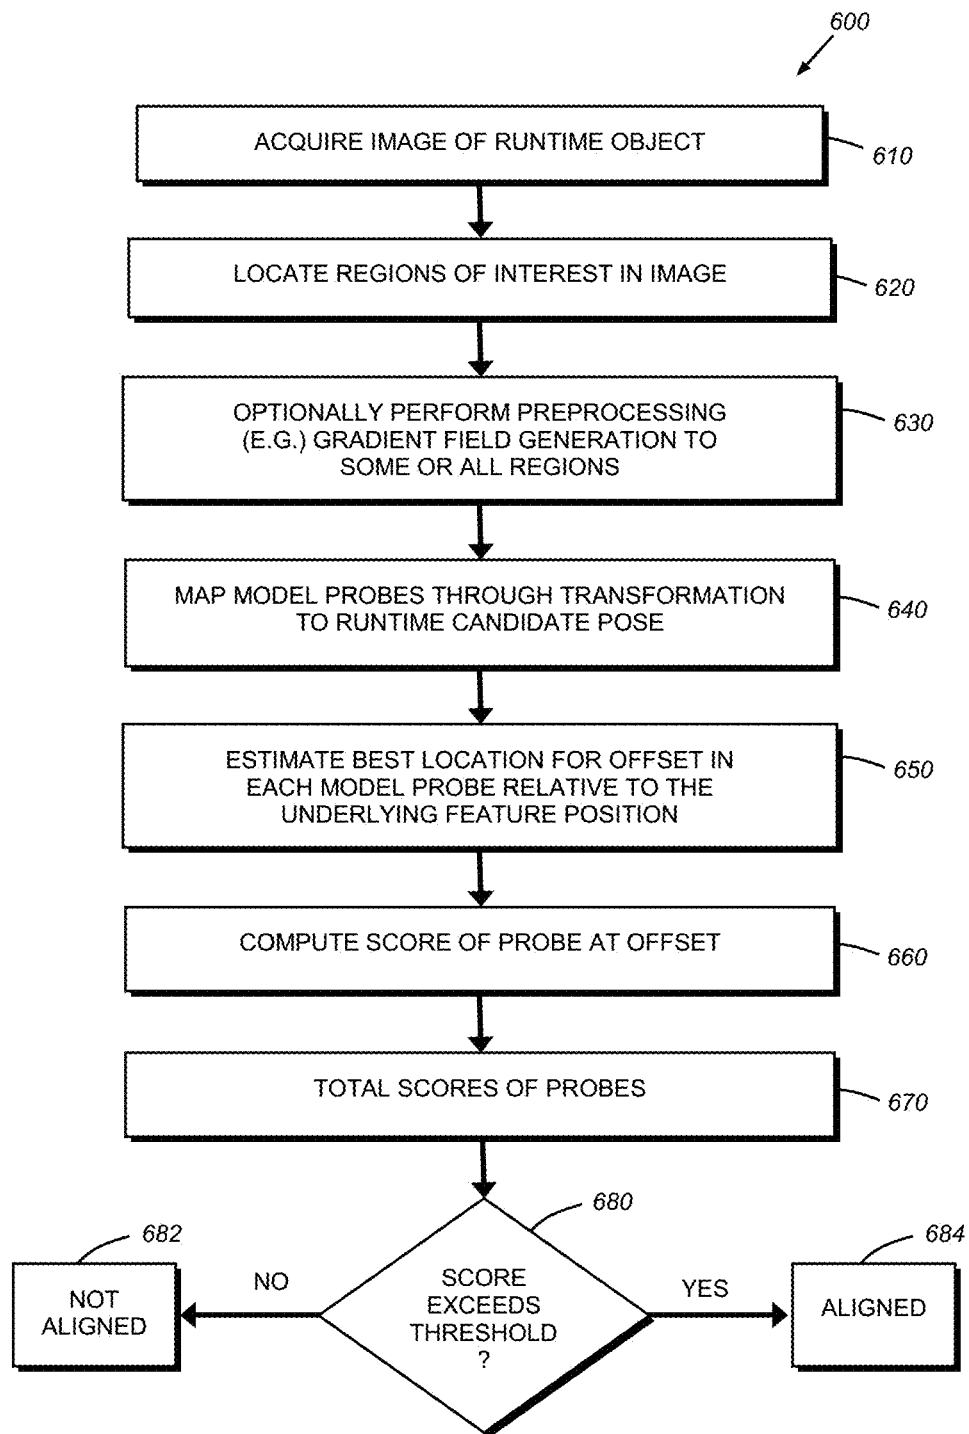 600
ACQUIRE IMAGE OF RUNTIME OBJECT
610
LOCATE REGIONS OF INTEREST IN IMAGE
620
OPTIONALLY PERFORM PREPROCESSING
(E.G.) GRADIENT FIELD GENERATION TO
SOME OR ALL REGIONS
630
MAP MODEL PROBES THROUGH TRANSFORMATION
TO RUNTIME CANDIDATE POSE
640
ESTIMATE BEST LOCATION FOR OFFSET IN
EACH MODEL PROBE RELATIVE TO THE
UNDERLYING FEATURE POSITION
650
COMPUTE SCORE OF PROBE AT OFFSET
660
TOTAL SCORES OF PROBES
670
680
SCORE
EXCEEDS
THRESHOLD
?
NO
682
NOT
ALIGNED
YES
684
ALIGNED